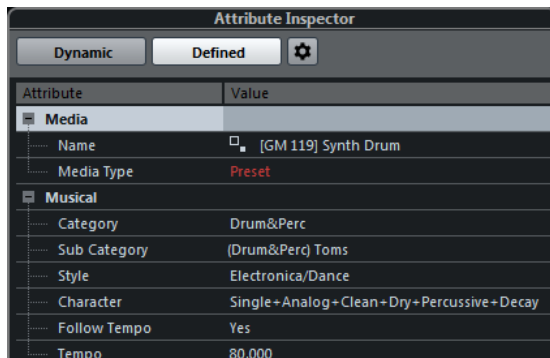 Attribute Inspector
Dynamic Defined
Attribute Value
Media
Name [GM 119] Synth Drum
Media Type Preset
Musical
Category Drum&Perc
Sub Category (Drum&Perc) Toms
Style Electronica/Dance
Character Single+Analog+Clean+Dry+Percussive+Decay
Follow Tempo Yes
Tempo 80.000